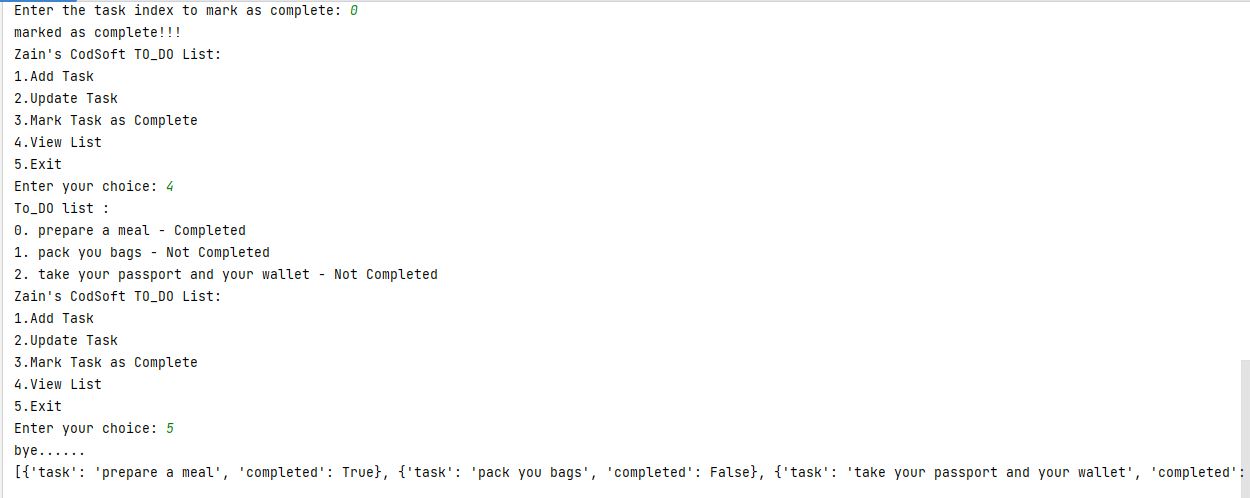 Enter the task index to mark as complete: 0
marked as complete!!!
Zain's CodSoft TO_DO List:
1.Add Task
2.Update Task
3.Mark Task as Complete
4.View List
5.Exit
Enter your choice: 4
To_DO list :
0. prepare a meal - Completed
1. pack you bags - Not Completed
2. take your passport and your wallet - Not Completed
Zain's CodSoft TO_DO List:
1.Add Task
2.Update Task
3.Mark Task as Complete
4.View List
5.Exit
Enter your choice: 5
bye......
[{'task': 'prepare a meal', 'completed': True}, {'task': 'pack you bags', 'completed': False}, {'task': 'take your passport and your wallet', 'completed':